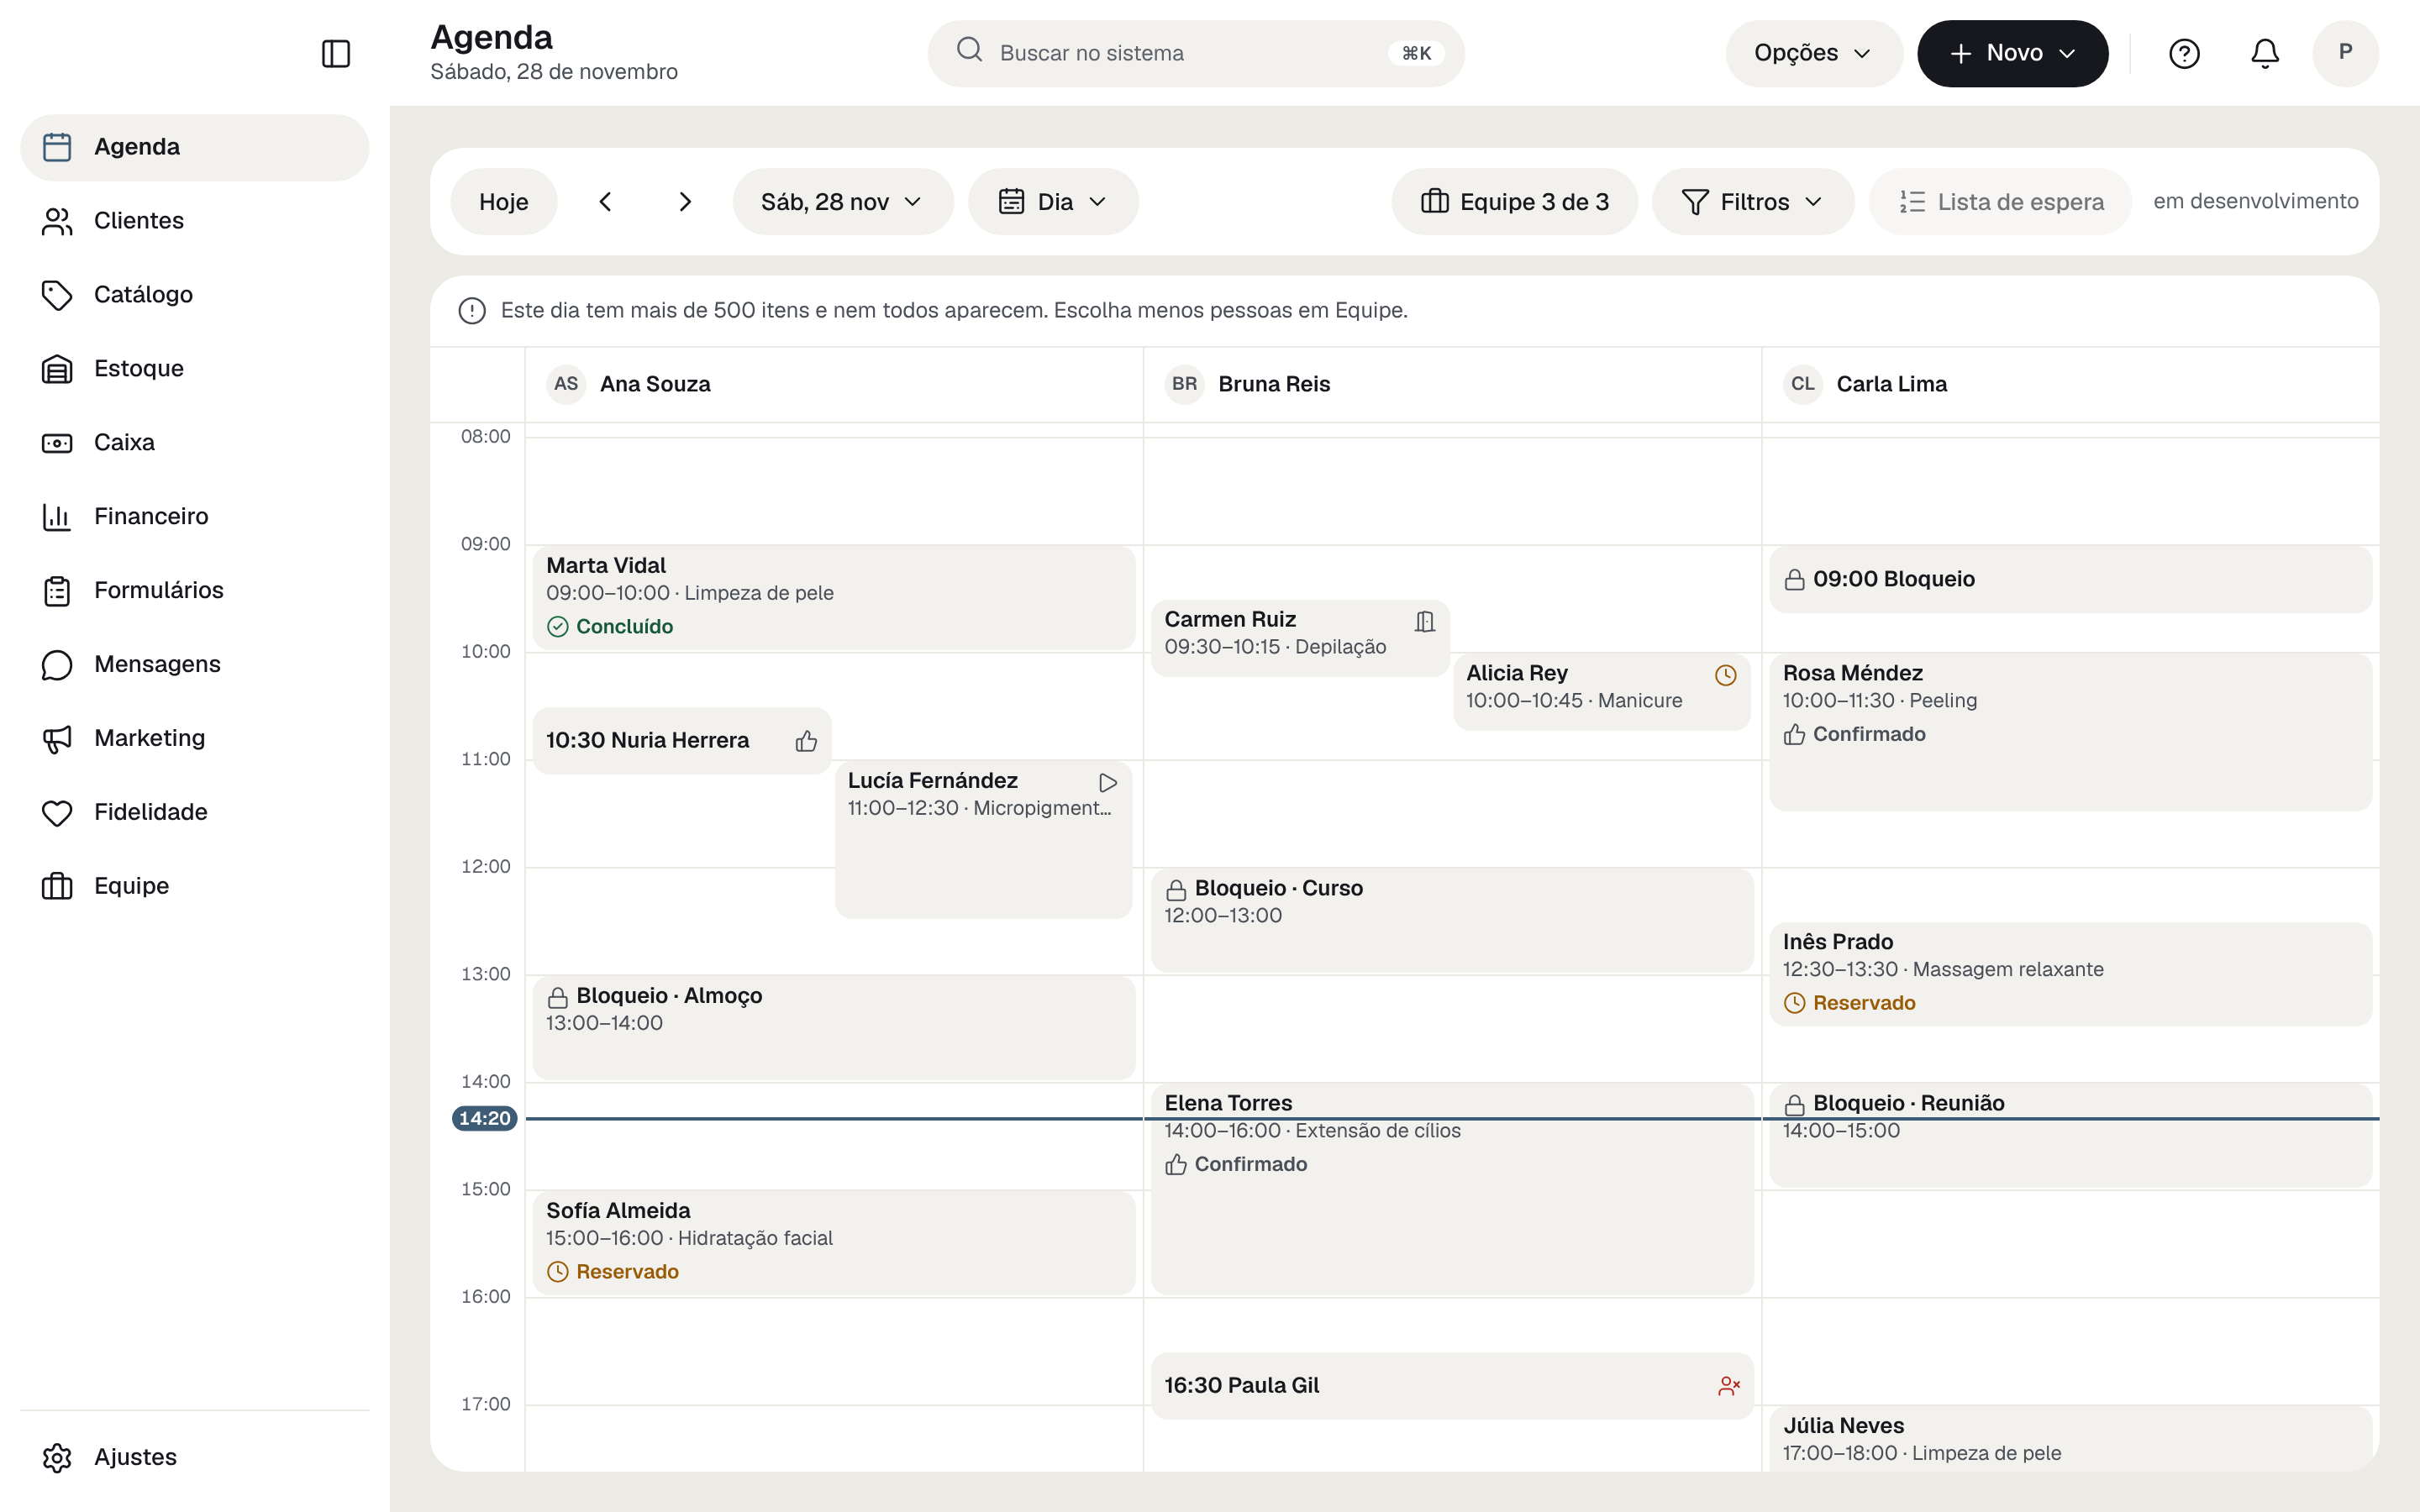 Agenda
Sábado, 28 de novembro
Buscar no sistema
⌘K
Opções
Novo
P
Agenda
Clientes
Catálogo
Estoque
Caixa
Financeiro
Formulários
Mensagens
Marketing
Fidelidade
Equipe
Ajustes
Hoje
Sáb, 28 nov
Dia
Equipe 3 de 3
Filtros
Lista de espera
em desenvolvimento
Este dia tem mais de 500 itens e nem todos aparecem. Escolha menos pessoas em Equipe.
AS Ana Souza
BR Bruna Reis
CL Carla Lima
08:00
09:00
10:00
11:00
12:00
13:00
14:00
14:20
15:00
16:00
17:00
Marta Vidal
09:00–10:00 · Limpeza de pele
Concluído
10:30 Nuria Herrera
Lucía Fernández
11:00–12:30 · Micropigment…
Bloqueio · Almoço
13:00–14:00
Sofía Almeida
15:00–16:00 · Hidratação facial
Reservado
Carmen Ruiz
09:30–10:15 · Depilação
Alicia Rey
10:00–10:45 · Manicure
Bloqueio · Curso
12:00–13:00
Elena Torres
14:00–16:00 · Extensão de cílios
Confirmado
16:30 Paula Gil
09:00 Bloqueio
Rosa Méndez
10:00–11:30 · Peeling
Confirmado
Inês Prado
12:30–13:30 · Massagem relaxante
Reservado
Bloqueio · Reunião
14:00–15:00
Júlia Neves
17:00–18:00 · Limpeza de pele